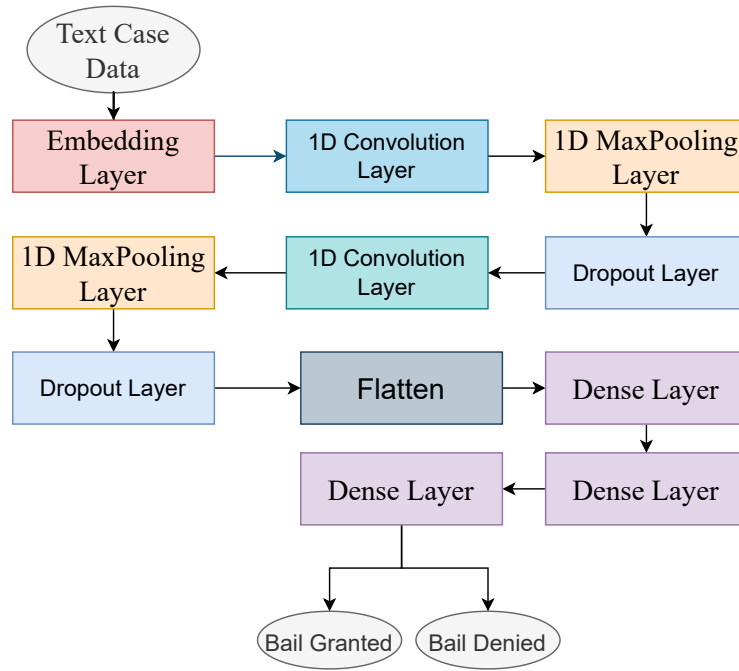 Text Case
Data
Embedding
Layer
1D Convolution
Layer
1D MaxPooling
Layer
1D MaxPooling
Layer
1D Convolution
Layer
Dropout Layer
Dropout Layer
Flatten
Dense Layer
Dense Layer
Dense Layer
Bail Granted
Bail Denied